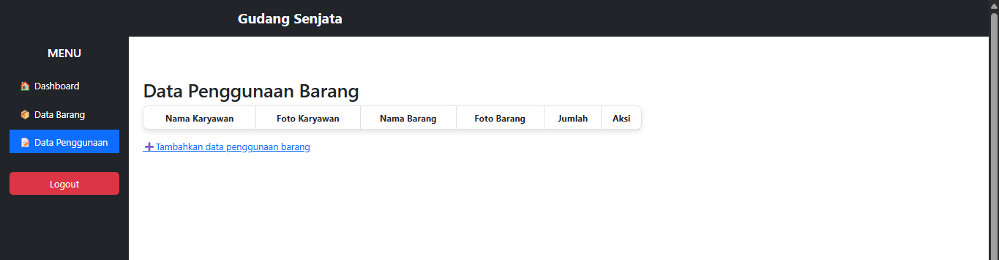 Gudang Senjata
MENU
Dashboard
Data Barang
Data Penggunaan
Logout
Data Penggunaan Barang
Nama Karyawan Foto Karyawan Nama Barang Foto Barang Jumlah Aksi
➕Tambahkan data penggunaan barang